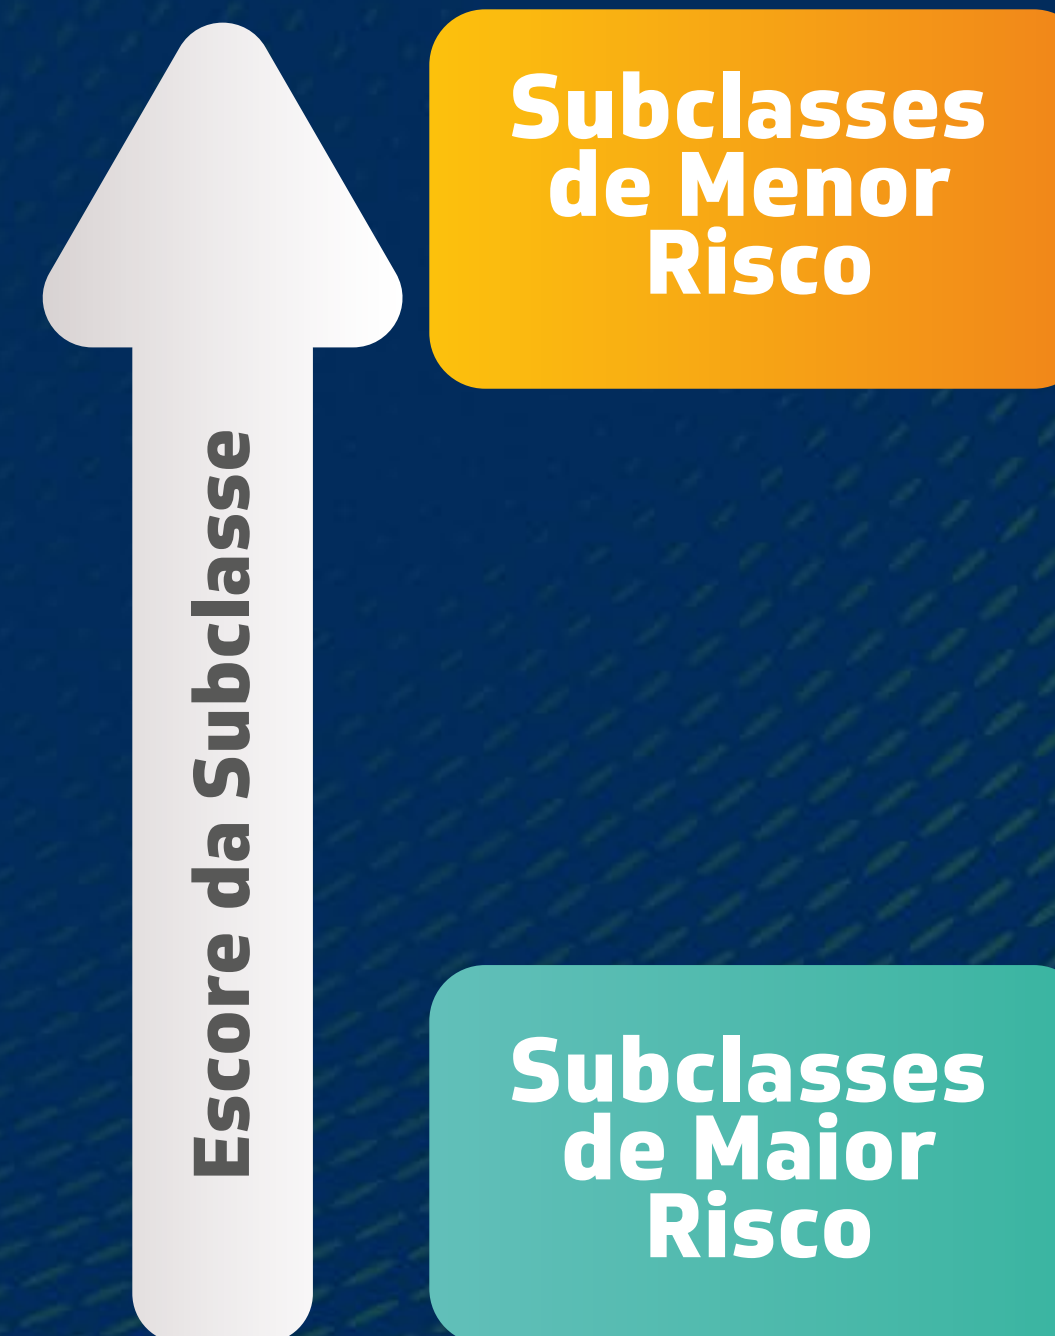 Subclasses
de Menor
Risco
Escore da Subclasse
Subclasses
de Maior
Risco